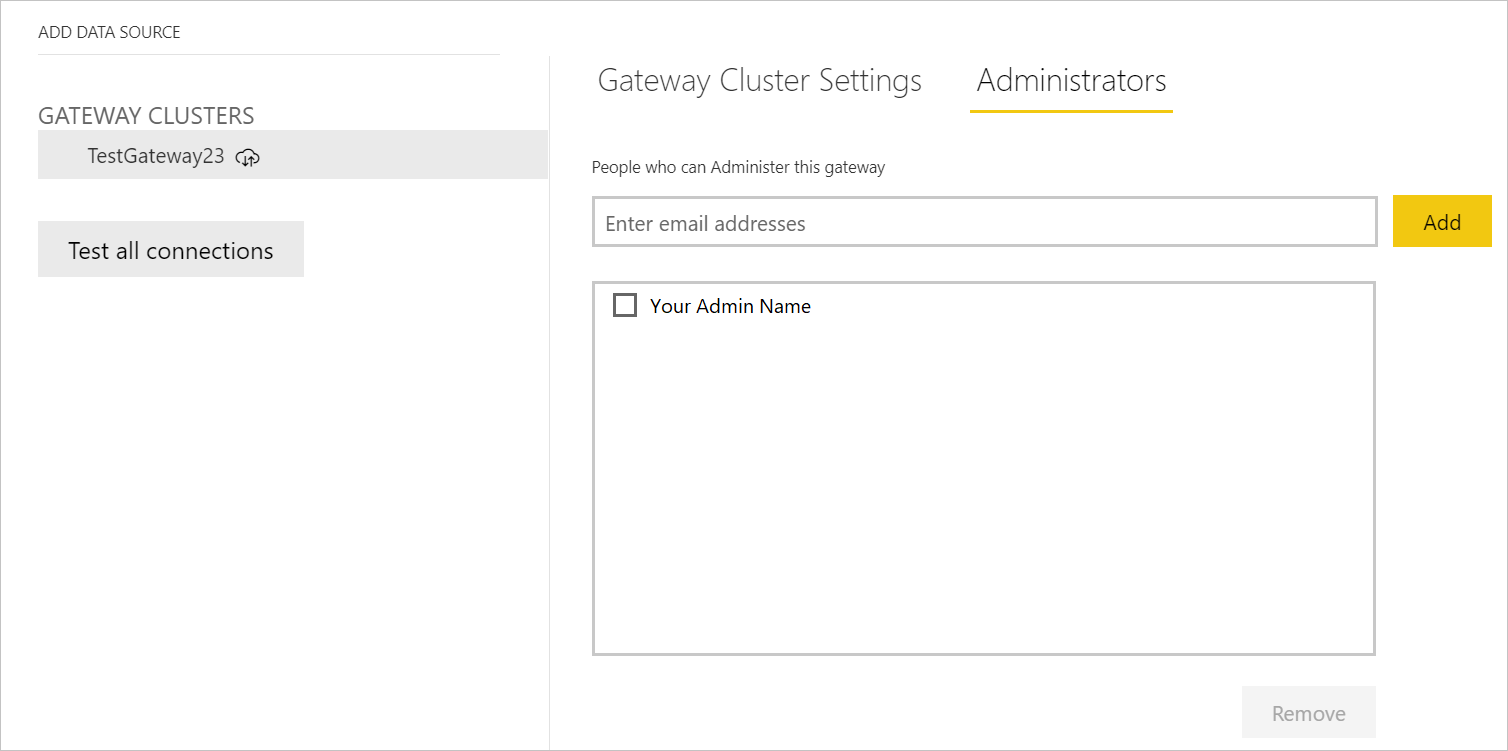 ADD DATA SOURCE
GATEWAY CLUSTERS
TestGateway23
Test all connections
Gateway Cluster Settings
Administrators
People who can Administer this gateway
Enter email addresses
Add
Your Admin Name
Remove